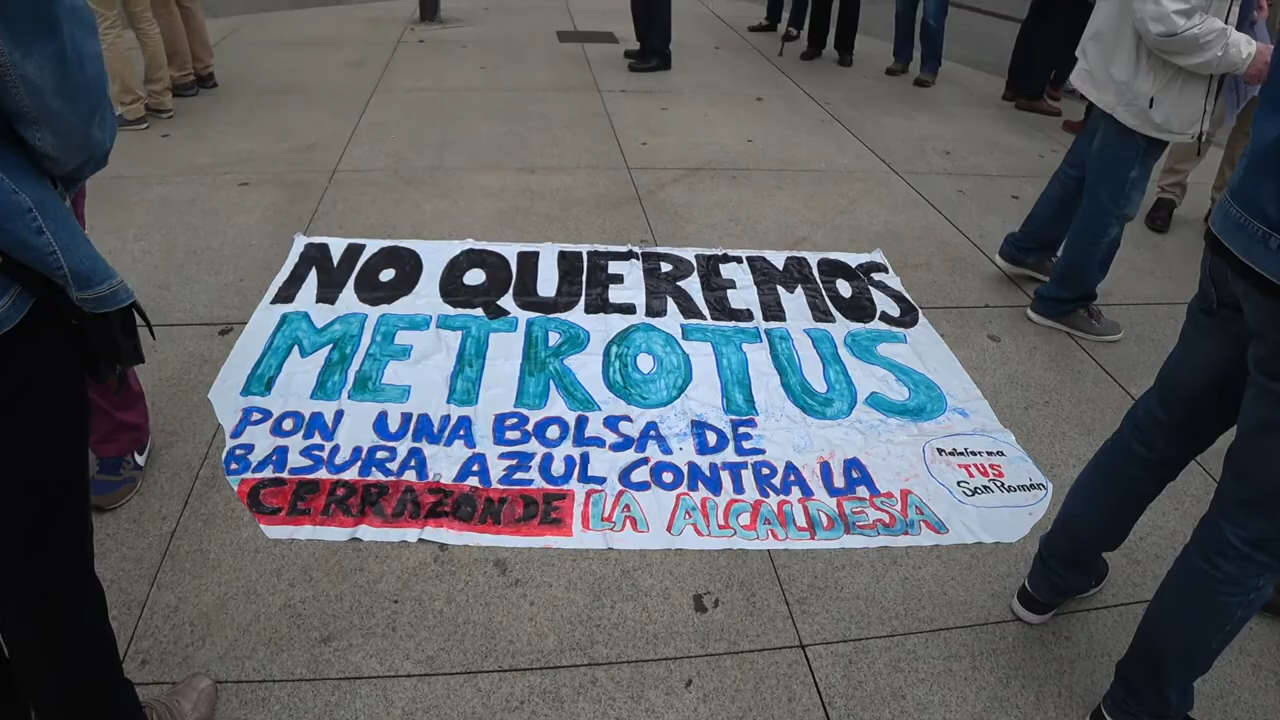 NO QUEREMOS
METROTUS
PON UNA BOLSA DE
BASURA AZUL CONTRA LA
CERRAZÓN DE LA ALCALDESA
Plataforma
TUS
San Román